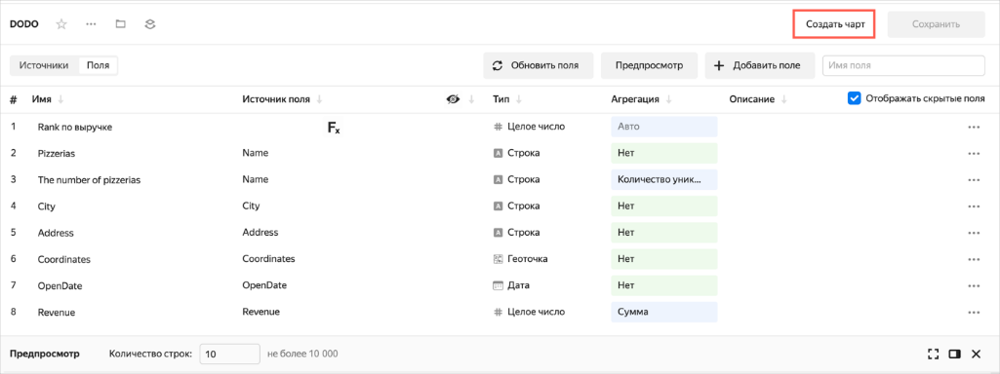 DODO Создать чарт Сохранить
Источники Поля Обновить поля Предпросмотр + Добавить поле Имя поля
# Имя Источник поля Тип Агрегация Описание Отображать скрытые поля
1 Rank по выручке Fx # Целое число Авто
2 Pizzerias Name A Строка Нет
3 The number of pizzerias Name A Строка Количество уник...
4 City City A Строка Нет
5 Address Address A Строка Нет
6 Coordinates Coordinates Геоточка Нет
7 OpenDate OpenDate Дата Нет
8 Revenue Revenue # Целое число Сумма
Предпросмотр Количество строк: 10 не более 10 000